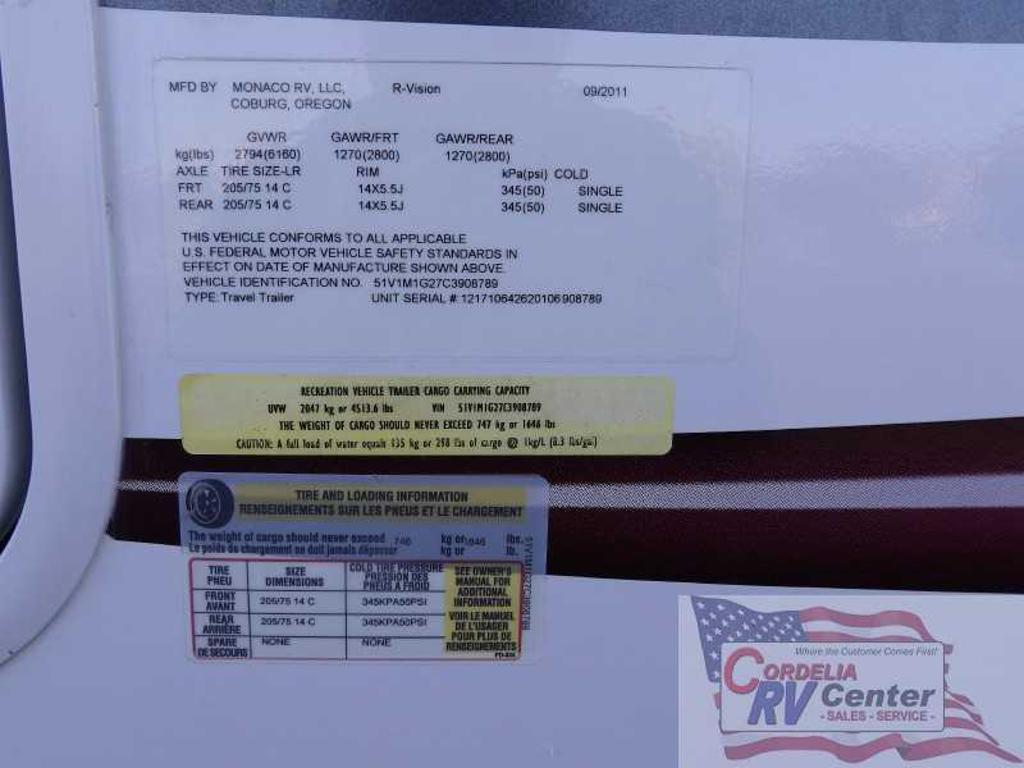 MFD BY MONACO RV, LLC, R-Vision 09/2011
COBURG, OREGON
GVWR GAWR/FRT GAWR/REAR
kg(lbs) 2794(6160) 1270(2800) 1270(2800)
AXLE TIRE SIZE-LR RIM kPa(psi) COLD
FRT 205/75 14 C 14X5.5J 345(50) SINGLE
REAR 205/75 14 C 14X5.5J 345(50) SINGLE
THIS VEHICLE CONFORMS TO ALL APPLICABLE
U.S. FEDERAL MOTOR VEHICLE SAFETY STANDARDS IN
EFFECT ON DATE OF MANUFACTURE SHOWN ABOVE.
VEHICLE IDENTIFICATION NO. 51V1M1G27C3908789
TYPE: Travel Trailer UNIT SERIAL #: 121710642620106908789
RECREATION VEHICLE TRAILER CARGO CARRYING CAPACITY
UVW 2047 kg or 4513.6 lbs VIN 51V1M1G27C3908789
THE WEIGHT OF CARGO SHOULD NEVER EXCEED 747 kg or 1646 lbs
CAUTION: A full load of water equals 135 kg or 298 lbs of cargo @ 1kg/L (8.3 lbs/gal)
TIRE AND LOADING INFORMATION
RENSEIGNEMENTS SUR LES PNEUS ET LE CHARGEMENT
The weight of cargo should never exceed 746 kg or 1646 lbs.
Le poids du chargement ne doit jamais dépasser kg or lb.
TIRE SIZE COLD TIRE PRESSURE
PNEU DIMENSIONS PRESSION DES
PNEUS A FROID
FRONT 205/75 14 C 345KPA50PSI
AVANT
REAR 205/75 14 C 345KPA50PSI
ARRIÈRE
SPARE NONE NONE
DE SECOURS
SEE OWNER'S
MANUAL FOR
ADDITIONAL
INFORMATION
VOIR LE MANUEL
DE L'USAGER
POUR PLUS DE
RENSEIGNEMENTS
Where the Customer Comes First!
CORDELIA
RV Center
- SALES - SERVICE -